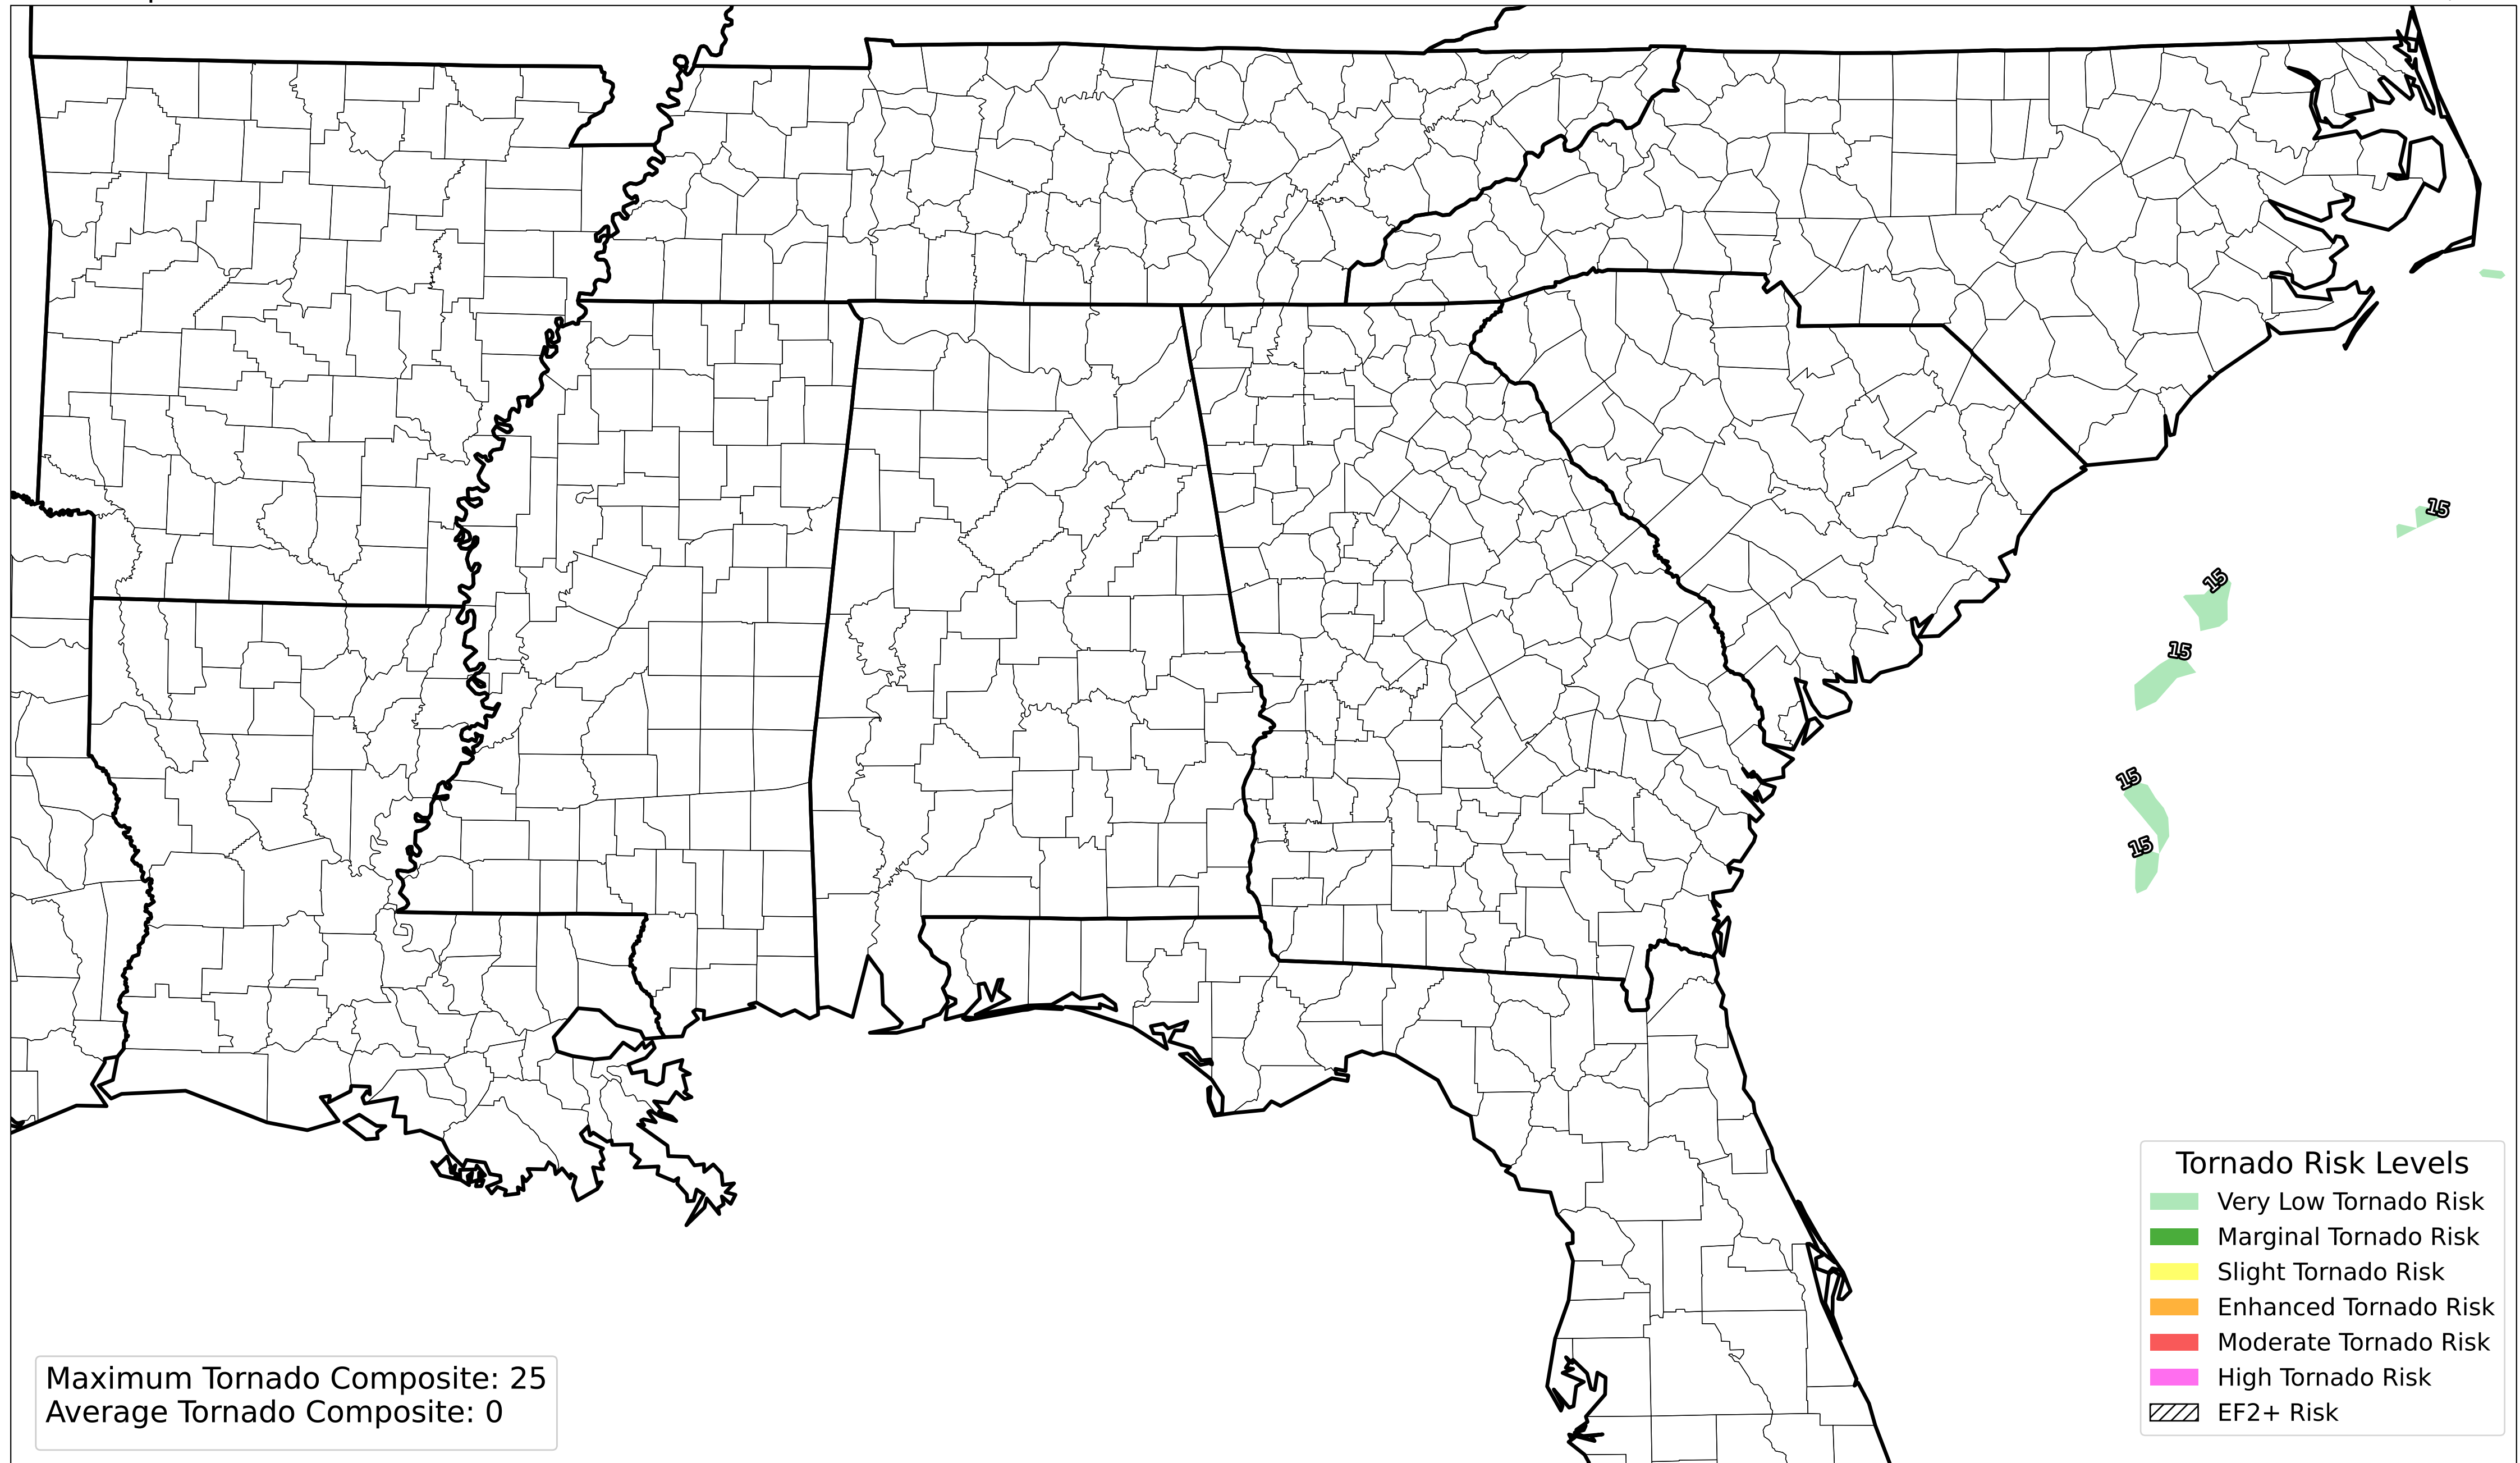 15
15
15
15
15
Tornado Risk Levels
Very Low Tornado Risk
Marginal Tornado Risk
Slight Tornado Risk
Enhanced Tornado Risk
Moderate Tornado Risk
High Tornado Risk
EF2+ Risk
Maximum Tornado Composite: 25
Average Tornado Composite: 0